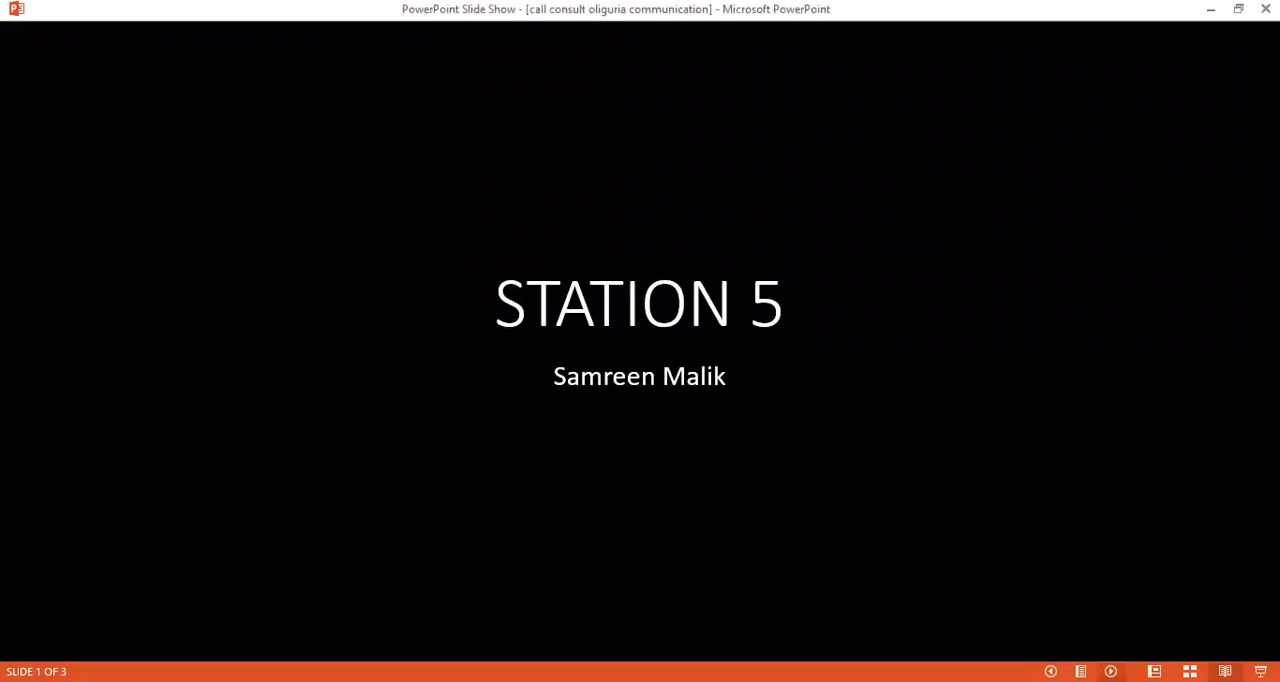 PowerPoint Slide Show - [call consult oliguria communication] - Microsoft PowerPoint
STATION 5
Samreen Malik
SLIDE 1 OF 3